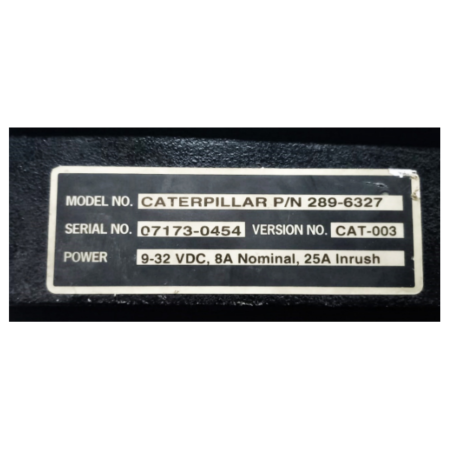 MODEL NO. CATERPILLAR P/N 289-6327
SERIAL NO. 07173-0454 VERSION NO. CAT-003
POWER 9-32 VDC, 8A Nominal, 25A Inrush